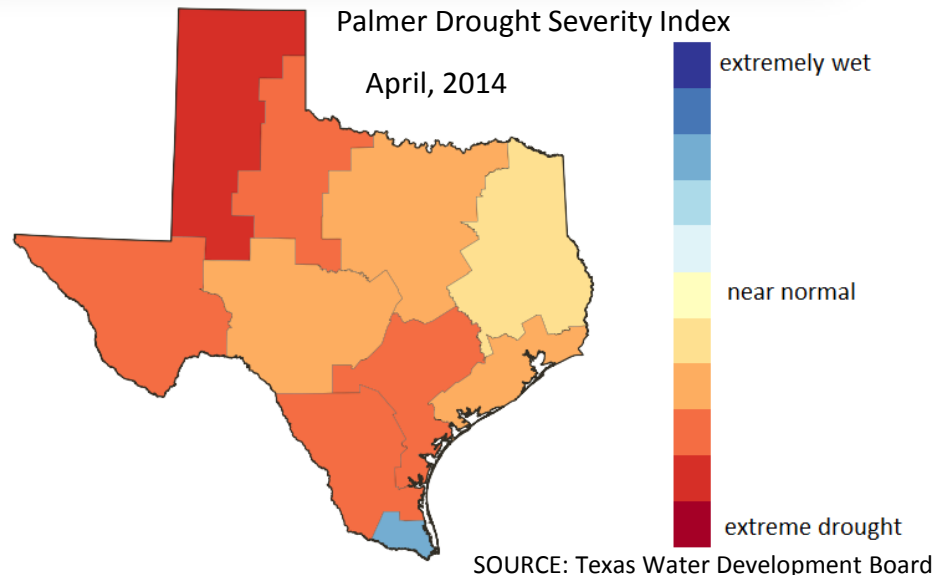 Palmer Drought Severity Index
April, 2014
extremely wet
near normal
extreme drought
SOURCE: Texas Water Development Board